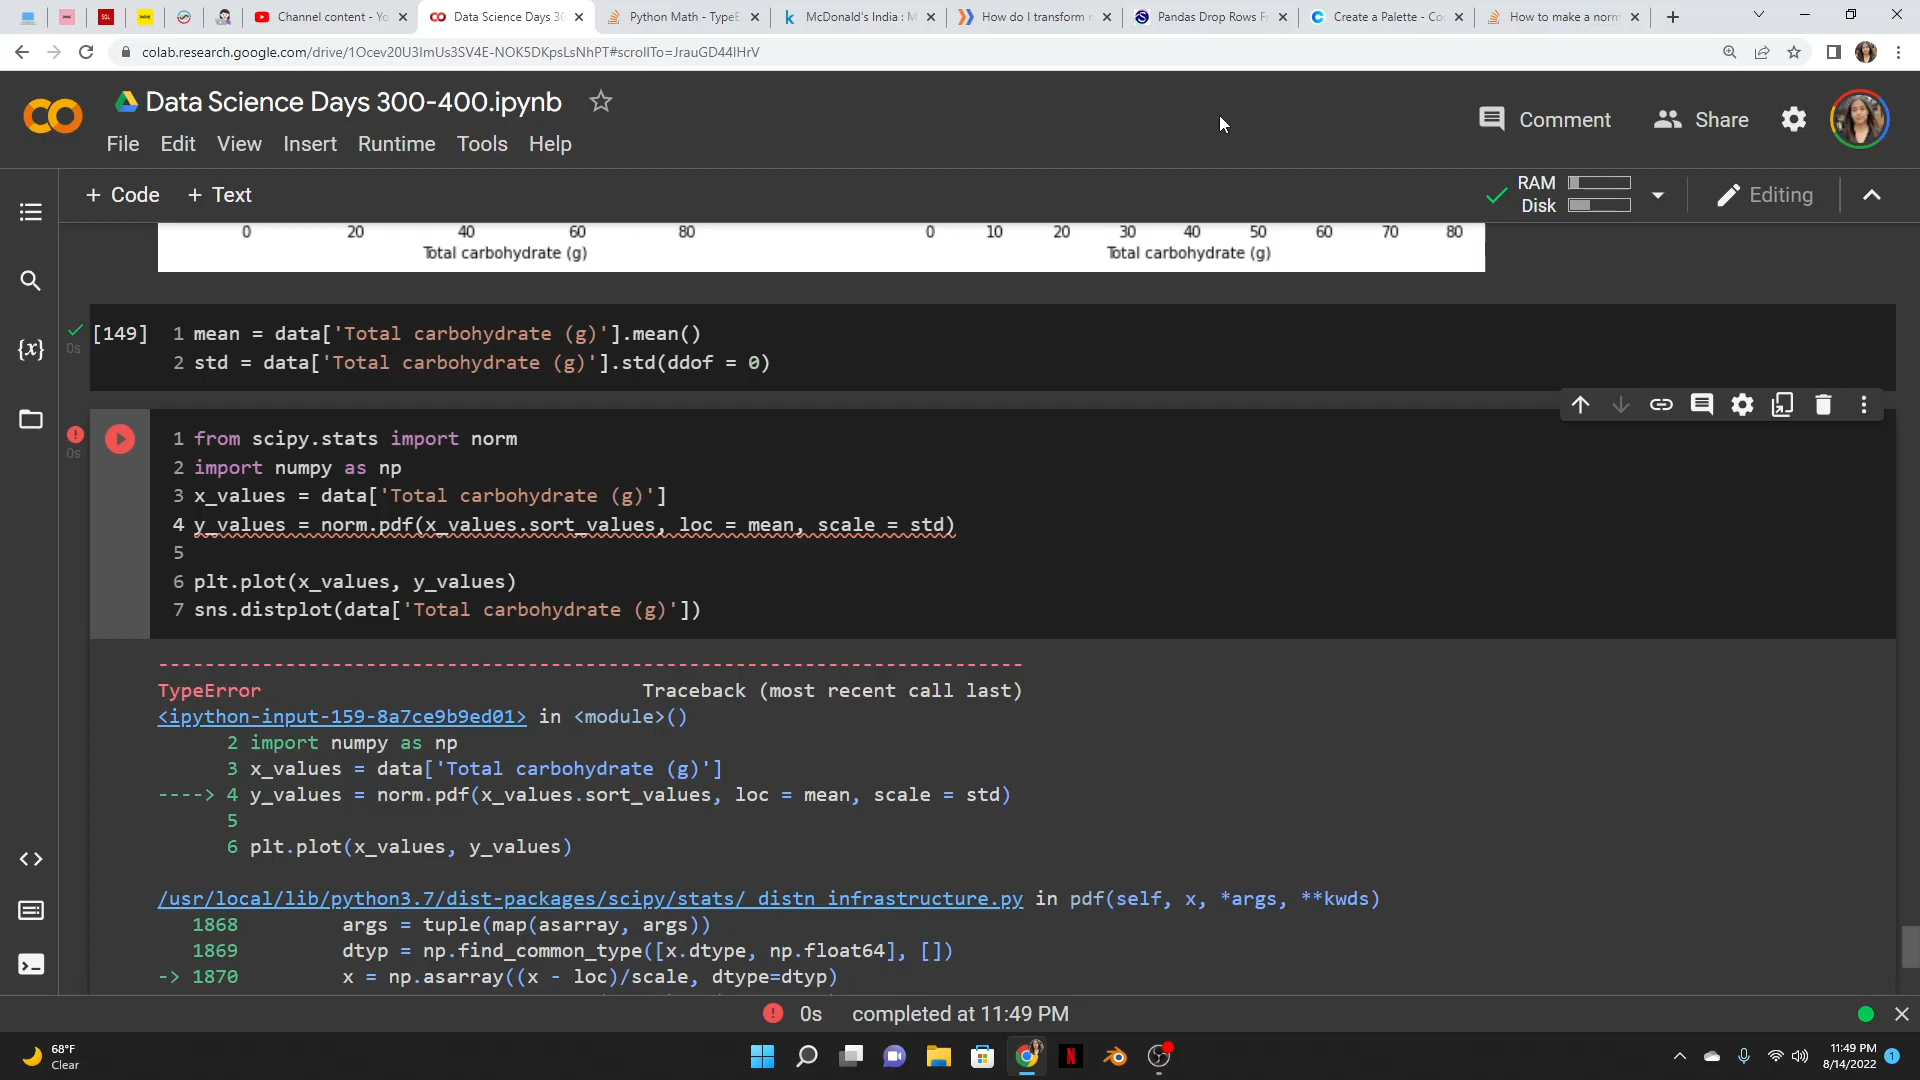 Channel content - Yo
Data Science Days 30
Python Math - TypeE
McDonald's India : M
How do I transform n
Pandas Drop Rows F
Create a Palette - Co
How to make a norm
colab.research.google.com/drive/1Ocev20U3ImUs3SV4E-NOK5DKpsLsNhPT#scrollTo=JrauGD44IHrV
Data Science Days 300-400.ipynb
Comment
Share
File Edit View Insert Runtime Tools Help
+ Code + Text
RAM
Disk
Editing
0 20 40 60 80 0 10 20 30 40 50 60 70 80
Total carbohydrate (g) Total carbohydrate (g)
{x}
0s
[149]
1 mean = data['Total carbohydrate (g)'].mean()
2 std = data['Total carbohydrate (g)'].std(ddof = 0)
0s
1 from scipy.stats import norm
2 import numpy as np
3 x_values = data['Total carbohydrate (g)']
4 y_values = norm.pdf(x_values.sort_values, loc = mean, scale = std)
5
6 plt.plot(x_values, y_values)
7 sns.distplot(data['Total carbohydrate (g)'])
---------------------------------------------------------------------------
TypeError Traceback (most recent call last)
<ipython-input-159-8a7ce9b9ed01> in <module>()
2 import numpy as np
3 x_values = data['Total carbohydrate (g)']
----> 4 y_values = norm.pdf(x_values.sort_values, loc = mean, scale = std)
5
6 plt.plot(x_values, y_values)
/usr/local/lib/python3.7/dist-packages/scipy/stats/_distn_infrastructure.py in pdf(self, x, *args, **kwds)
1868 args = tuple(map(asarray, args))
1869 dtyp = np.find_common_type([x.dtype, np.float64], [])
-> 1870 x = np.asarray((x - loc)/scale, dtype=dtyp)
0s completed at 11:49 PM
68°F
Clear
11:49 PM
8/14/2022
1